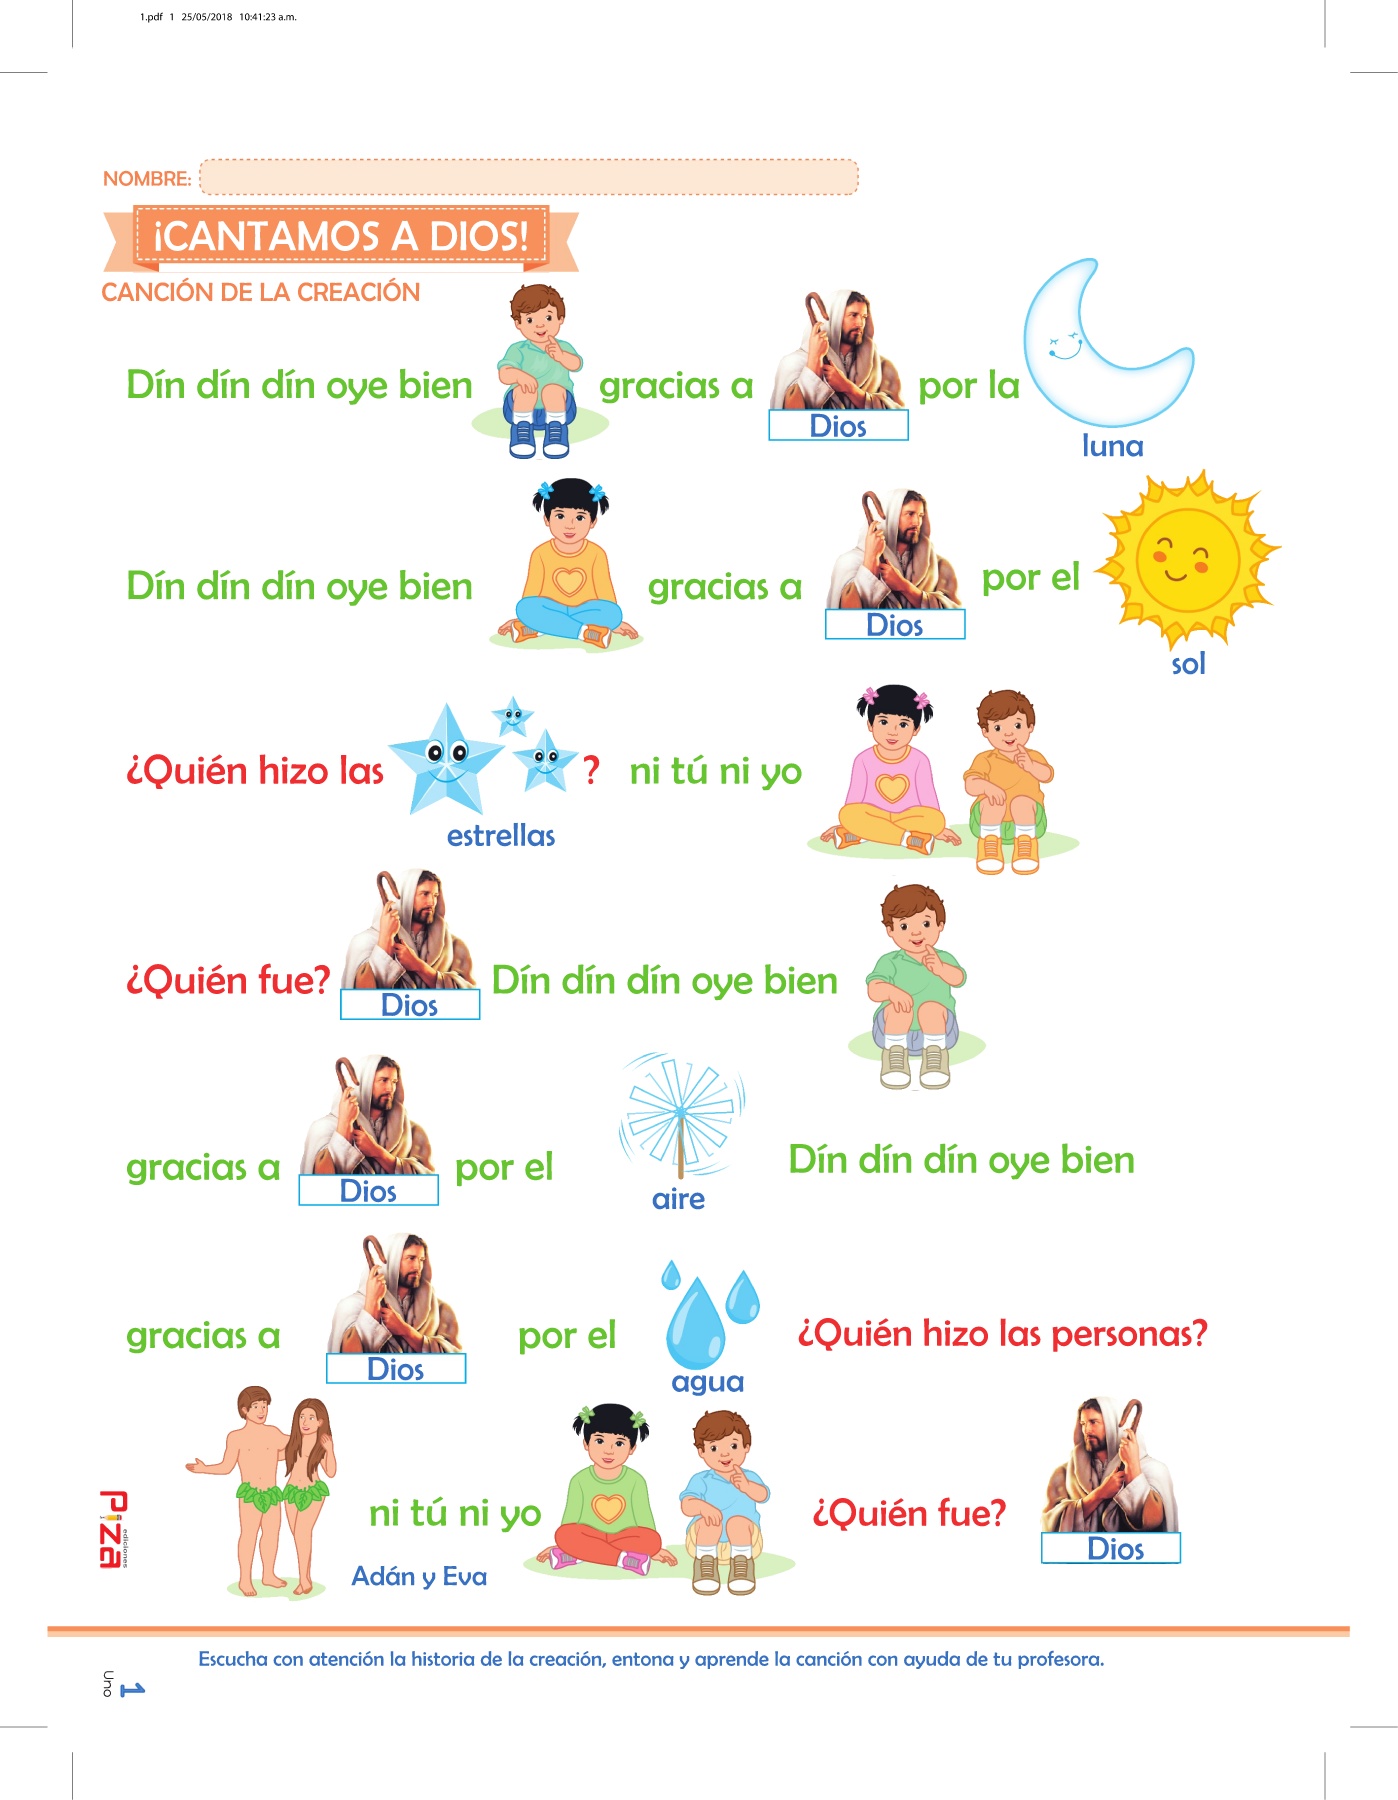 1.pdf 1 25/05/2018 10:41:23 a.m.
NOMBRE:
¡CANTAMOS A DIOS!
CANCIÓN DE LA CREACIÓN
Dín dín dín oye bien gracias a Dios por la luna
Dín dín dín oye bien gracias a Dios por el sol
¿Quién hizo las estrellas ? ni tú ni yo
¿Quién fue? Dios Dín dín dín oye bien
gracias a Dios por el aire Dín dín dín oye bien
gracias a Dios por el agua ¿Quién hizo las personas?
Adán y Eva ni tú ni yo ¿Quién fue? Dios
Piza ediciones
Escucha con atención la historia de la creación, entona y aprende la canción con ayuda de tu profesora.
1
Uno